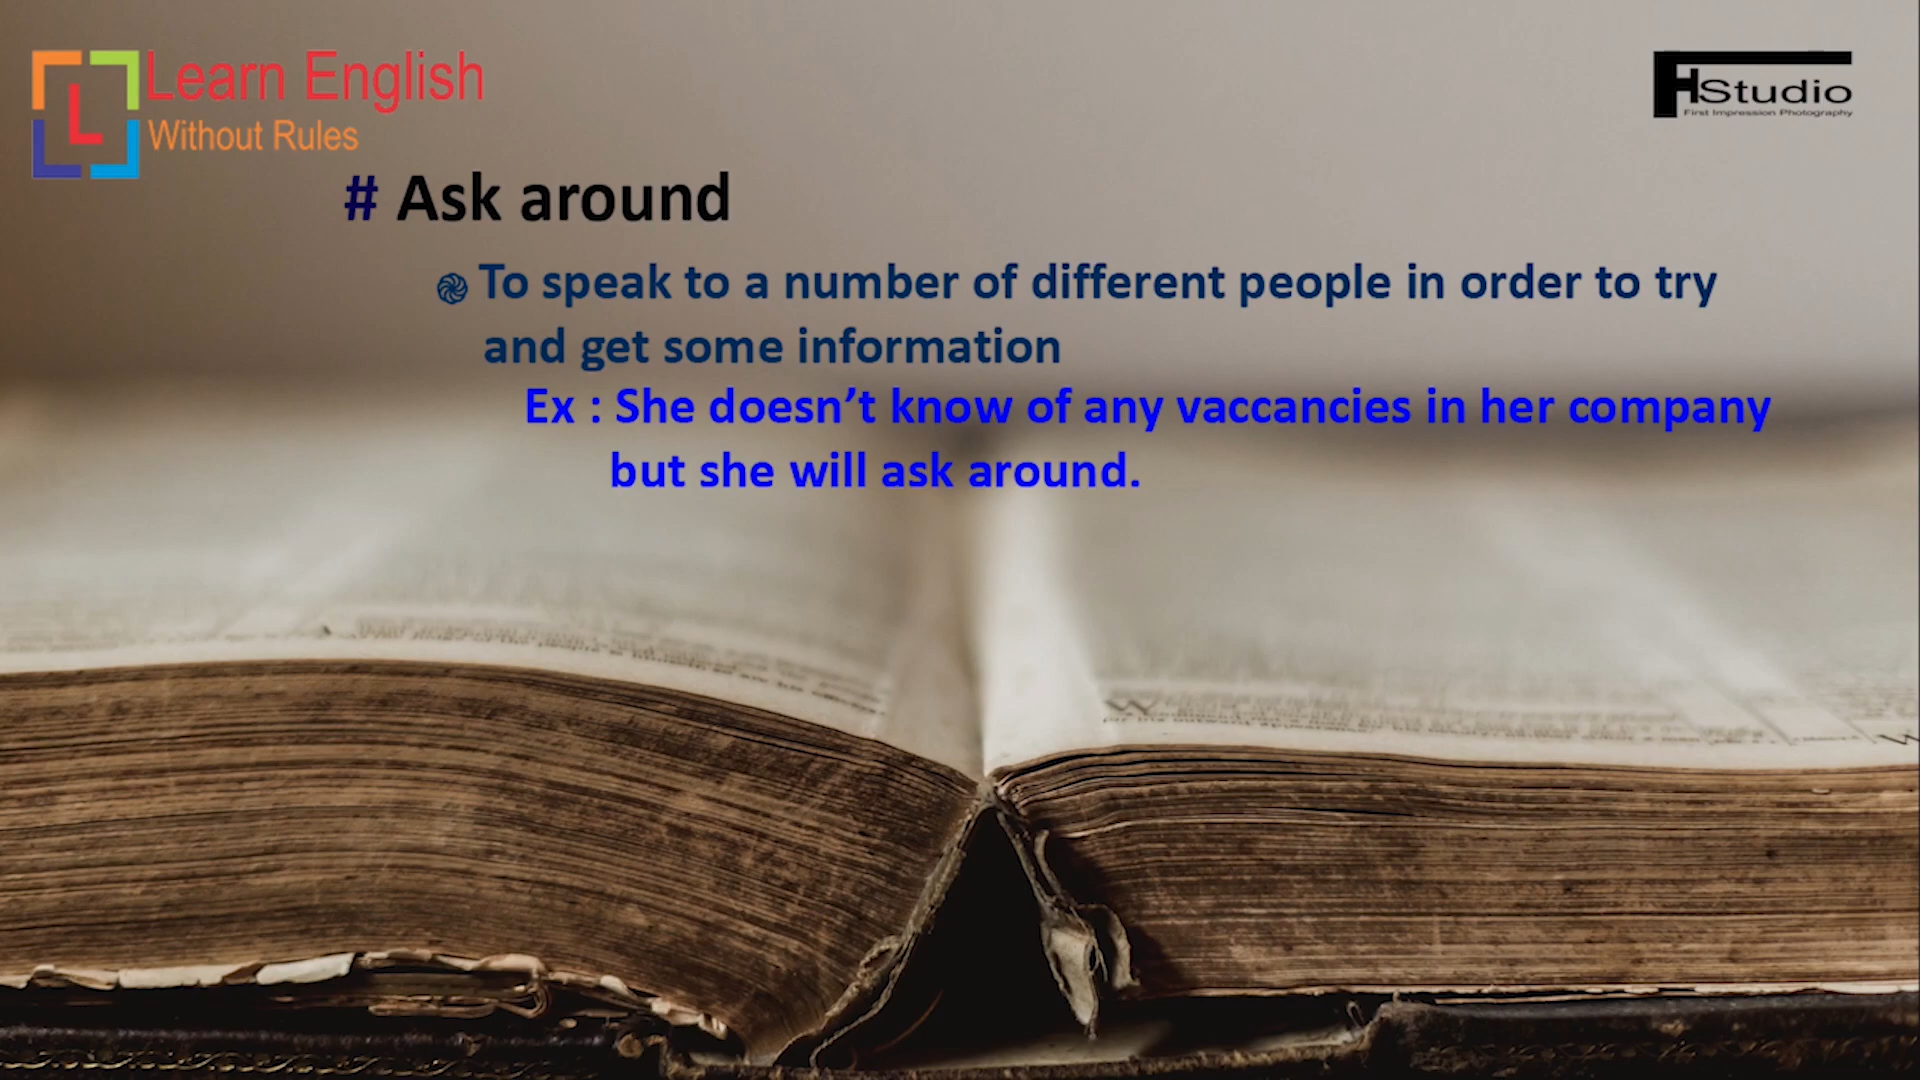 Learn English
Without Rules
L
HStudio
First Impression Photography
# Ask around
To speak to a number of different people in order to try
and get some information
Ex : She doesn’t know of any vaccancies in her company
but she will ask around.